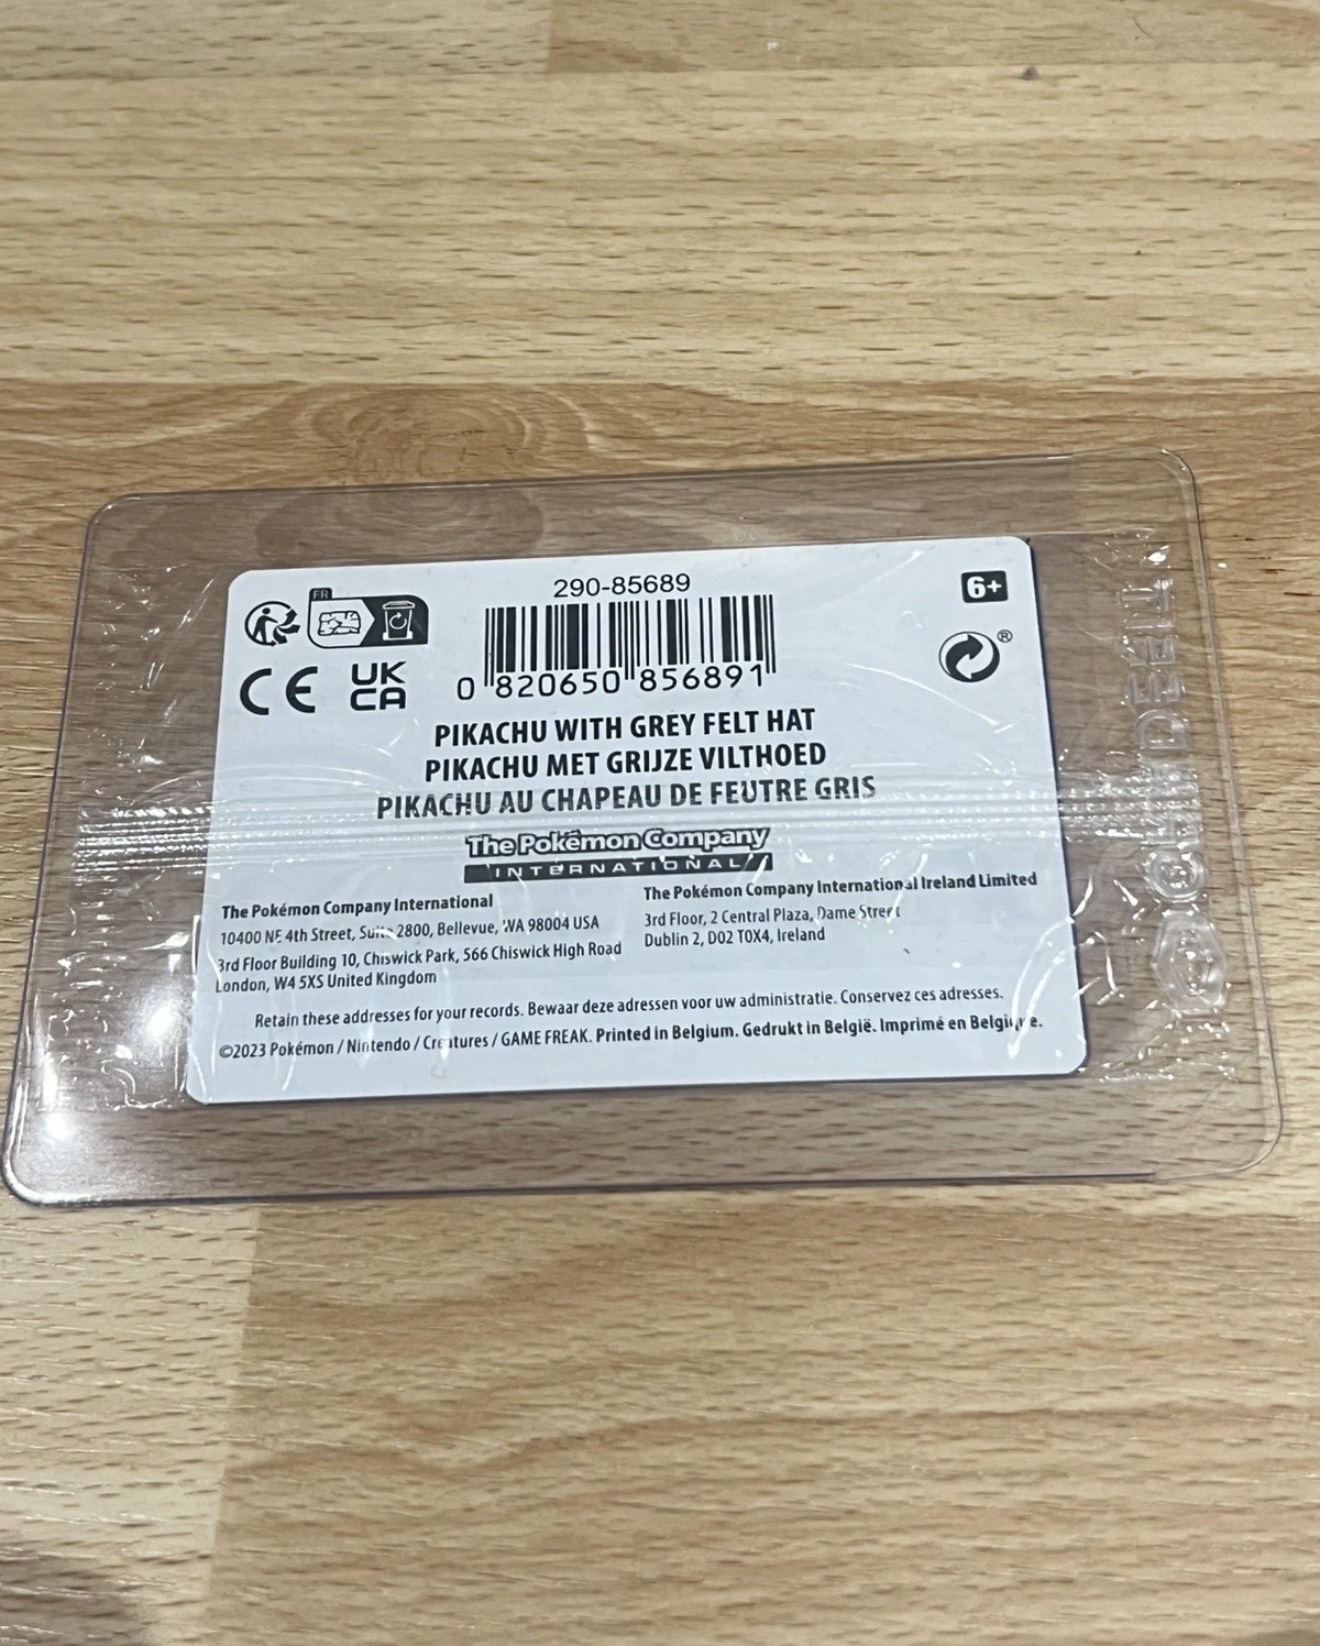 290-85689
FR
6+
®
CE
UK
CA
0 820650 856891
PIKACHU WITH GREY FELT HAT
PIKACHU MET GRIJZE VILTHOED
PIKACHU AU CHAPEAU DE FEUTRE GRIS
The Pokémon Company
INTERNATIONAL
The Pokémon Company International
10400 NE 4th Street, Suite 2800, Bellevue, WA 98004 USA
3rd Floor Building 10, Chiswick Park, 566 Chiswick High Road
London, W4 5XS United Kingdom
The Pokémon Company International Ireland Limited
3rd Floor, 2 Central Plaza, Dame Street
Dublin 2, D02 T0X4, Ireland
Retain these addresses for your records. Bewaar deze adressen voor uw administratie. Conservez ces adresses.
©2023 Pokémon / Nintendo / Creatures / GAME FREAK. Printed in Belgium. Gedrukt in België. Imprimé en Belgique.